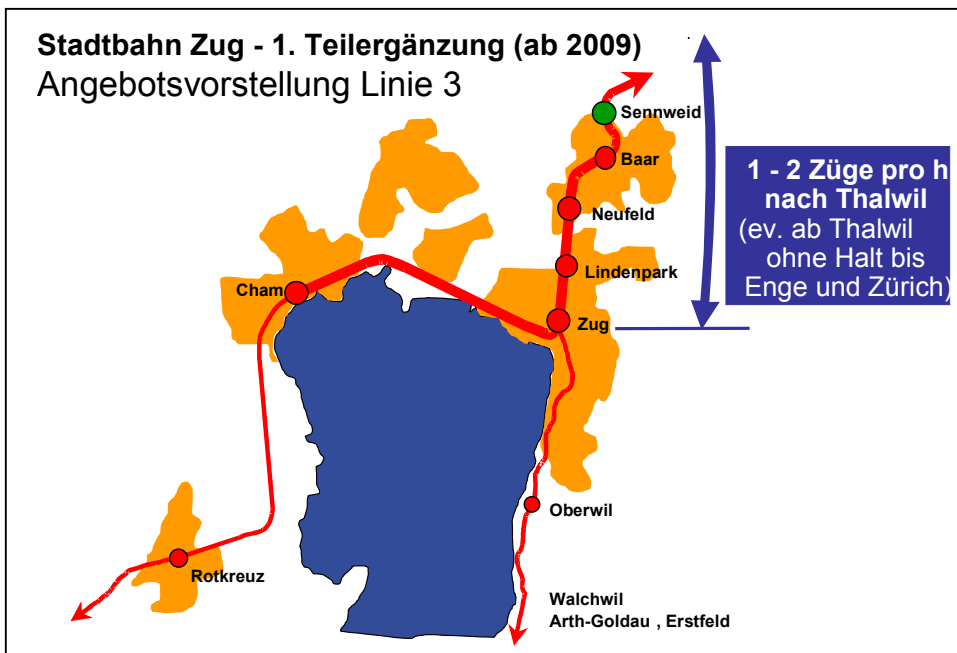 Stadtbahn Zug - 1. Teilergänzung (ab 2009)
Angebotsvorstellung Linie 3
Sennweid
Baar
1 - 2 Züge pro h
nach Thalwil
(ev. ab Thalwil
ohne Halt bis
Enge und Zürich)
Neufeld
Lindenpark
Cham
Zug
Oberwil
Rotkreuz
Walchwil
Arth-Goldau , Erstfeld